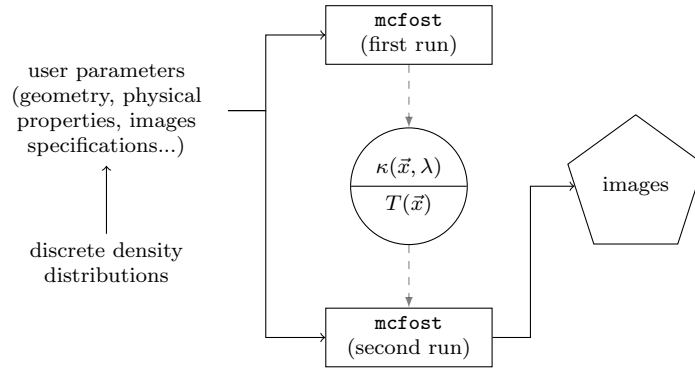 mcfost
(first run)
user parameters
(geometry, physical
properties, images
specifications...)
κ(x⃗, λ)
T(x⃗)
images
discrete density
distributions
mcfost
(second run)